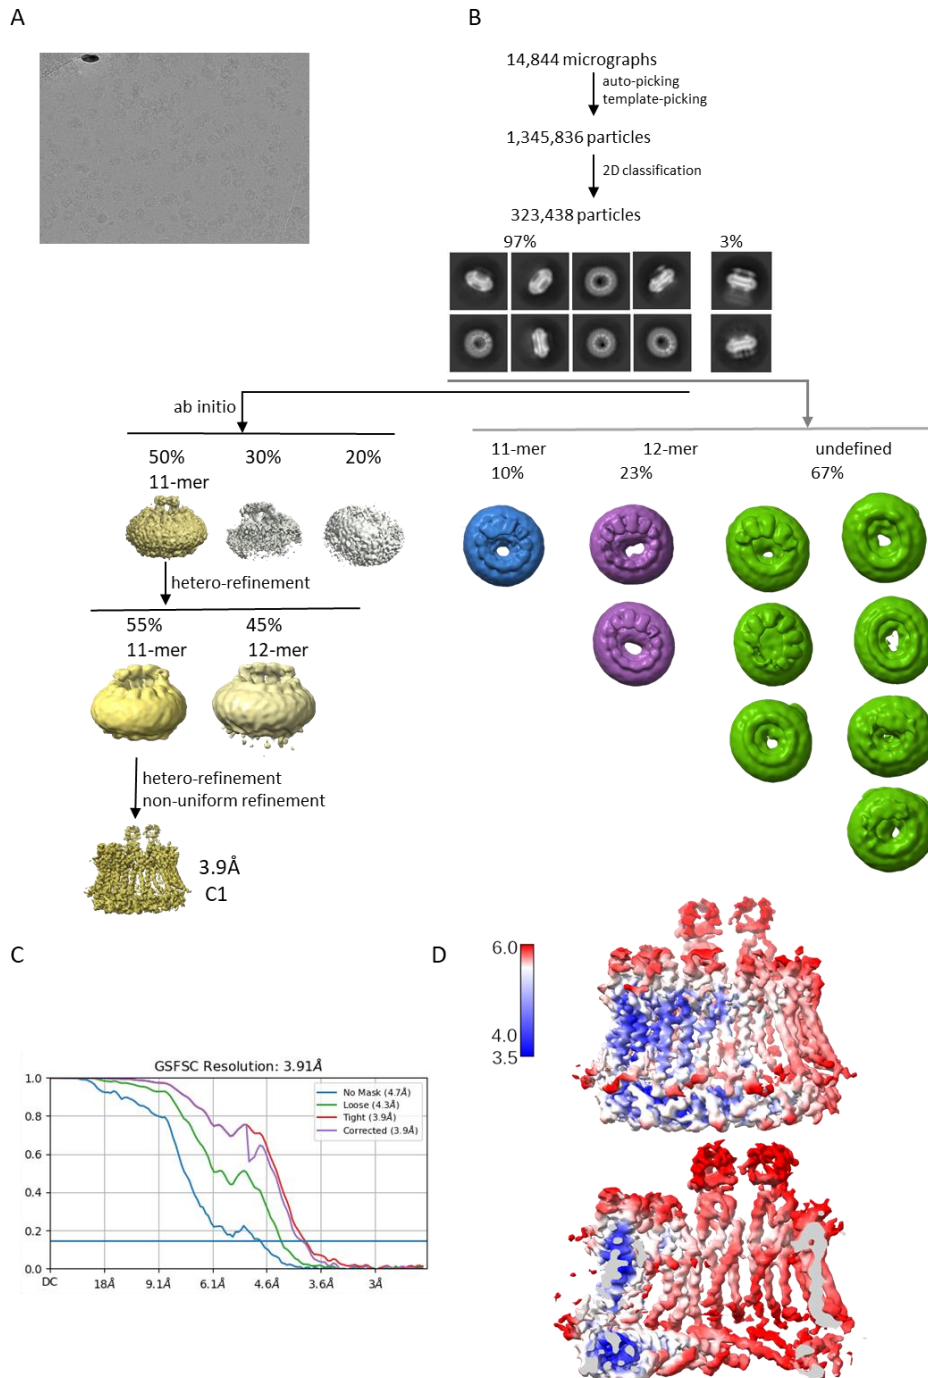 A
B
14,844 micrographs
auto-picking
template-picking
1,345,836 particles
2D classification
323,438 particles
97%
3%
ab initio
50%
30%
20%
11-mer
hetero-refinement
55%
45%
11-mer
12-mer
hetero-refinement
non-uniform refinement
3.9Å
C1
11-mer
12-mer
undefined
10%
23%
67%
C
GSFSC Resolution: 3.91Å
1.0
0.8
0.6
0.4
0.2
0.0
No Mask (4.7Å)
Loose (4.3Å)
Tight (3.9Å)
Corrected (3.9Å)
DC
18Å
9.1Å
6.1Å
4.6Å
3.6Å
3Å
D
6.0
4.0
3.5